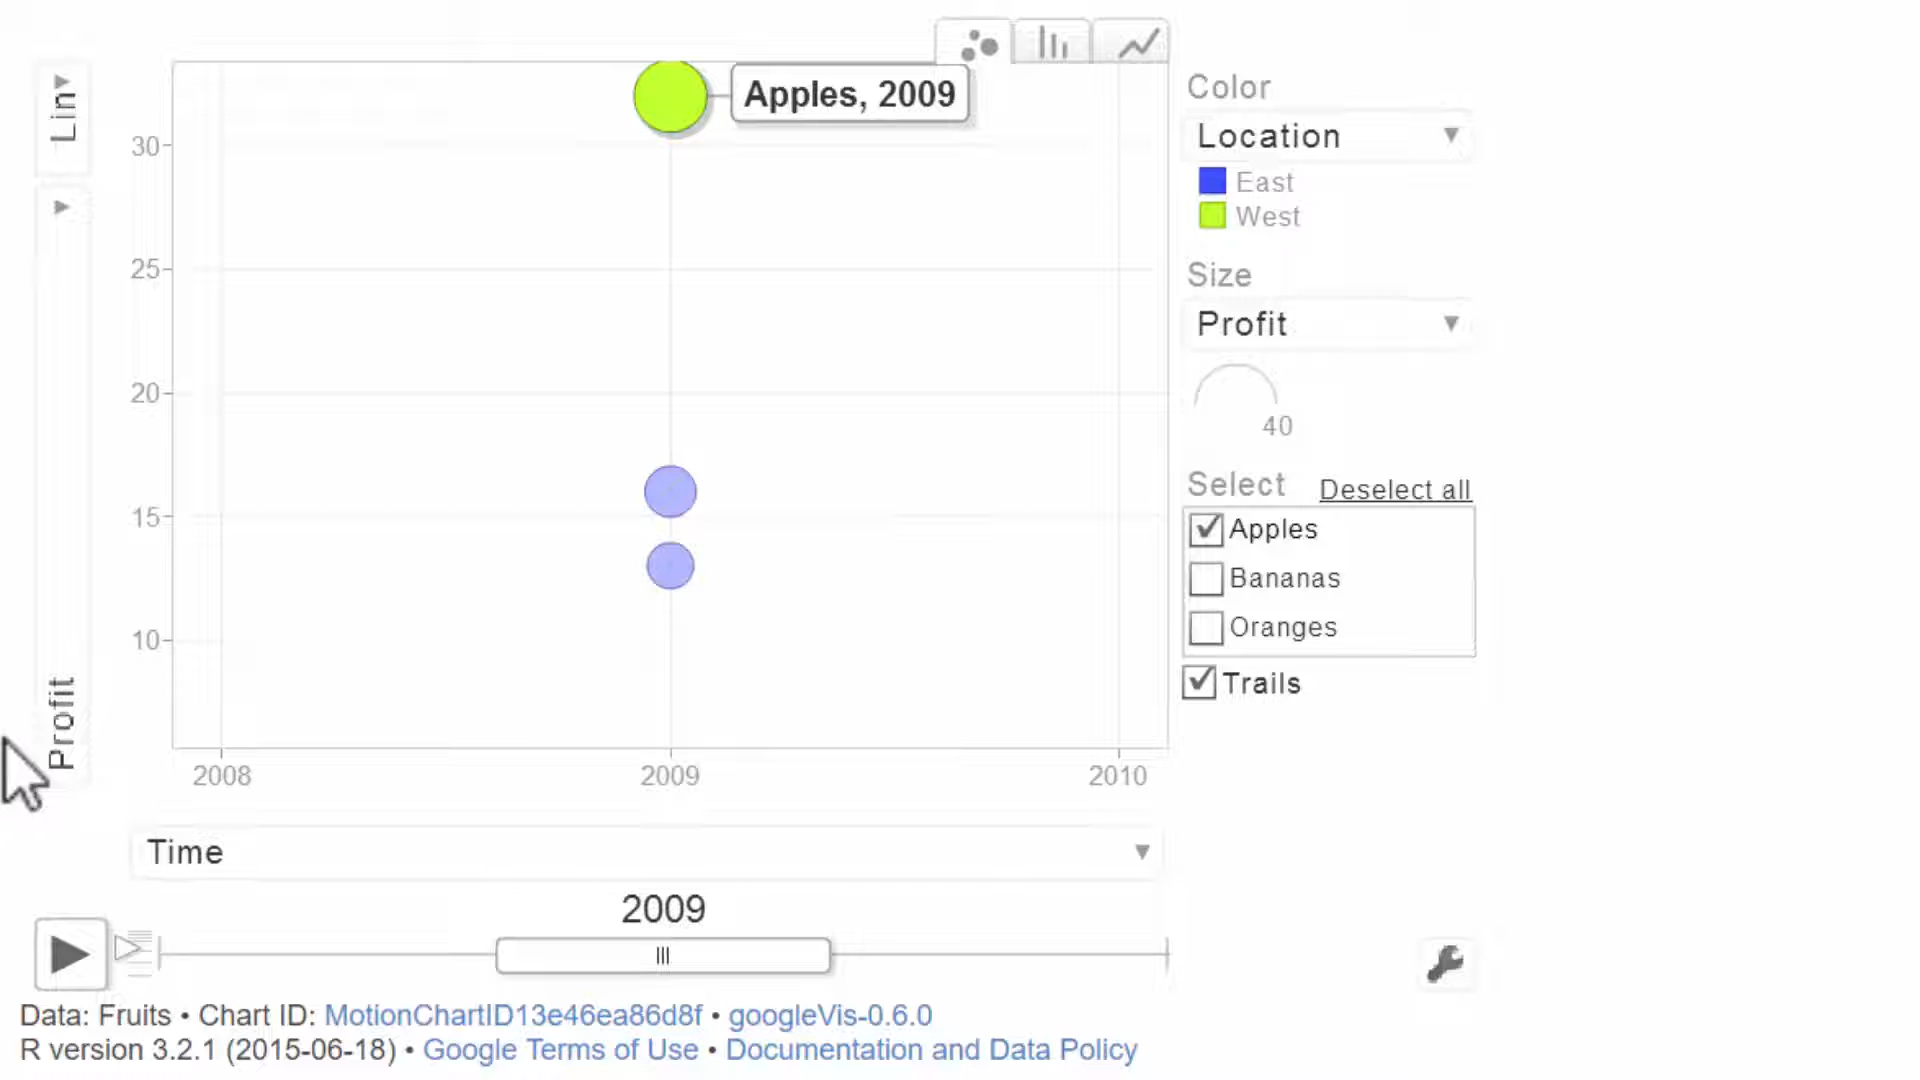 Lin
Profit
30
25
20
15
10
Apples, 2009
2008
2009
2010
Time
2009
Color
Location
East
West
Size
Profit
40
Select
Deselect all
Apples
Bananas
Oranges
Trails
Data: Fruits • Chart ID: MotionChartID13e46ea86d8f • googleVis-0.6.0
R version 3.2.1 (2015-06-18) • Google Terms of Use • Documentation and Data Policy